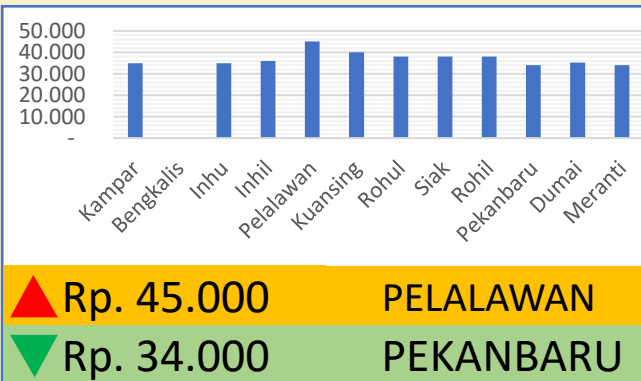 50.000
40.000
30.000
20.000
10.000
-
Kampar Bengkalis Inhu Inhil Pelalawan Kuansing Rohul Siak Rohil Pekanbaru Dumai Meranti
Rp. 45.000 PELALAWAN
Rp. 34.000 PEKANBARU